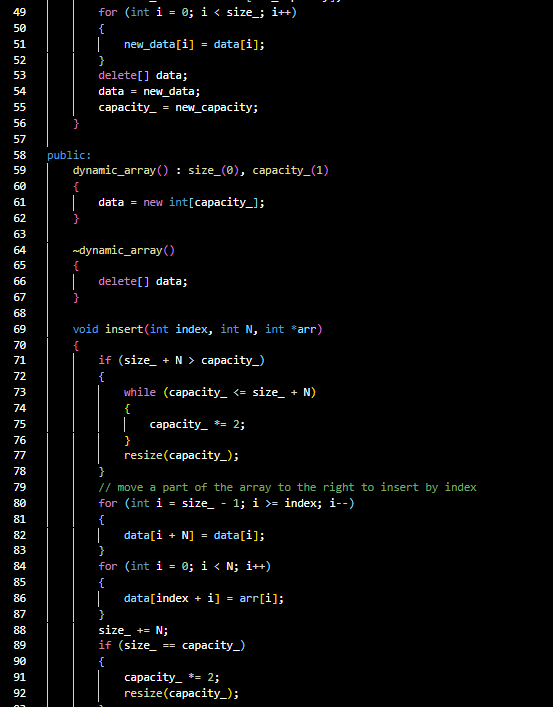 49 for (int i = 0; i < size_; i++)
50 {
51 new_data[i] = data[i];
52 }
53 delete[] data;
54 data = new_data;
55 capacity_ = new_capacity;
56 }
57
58 public:
59 dynamic_array() : size_(0), capacity_(1)
60 {
61 data = new int[capacity_];
62 }
63
64 ~dynamic_array()
65 {
66 delete[] data;
67 }
68
69 void insert(int index, int N, int *arr)
70 {
71 if (size_ + N > capacity_)
72 {
73 while (capacity_ <= size_ + N)
74 {
75 capacity_ *= 2;
76 }
77 resize(capacity_);
78 }
79 // move a part of the array to the right to insert by index
80 for (int i = size_ - 1; i >= index; i--)
81 {
82 data[i + N] = data[i];
83 }
84 for (int i = 0; i < N; i++)
85 {
86 data[index + i] = arr[i];
87 }
88 size_ += N;
89 if (size_ == capacity_)
90 {
91 capacity_ *= 2;
92 resize(capacity_);